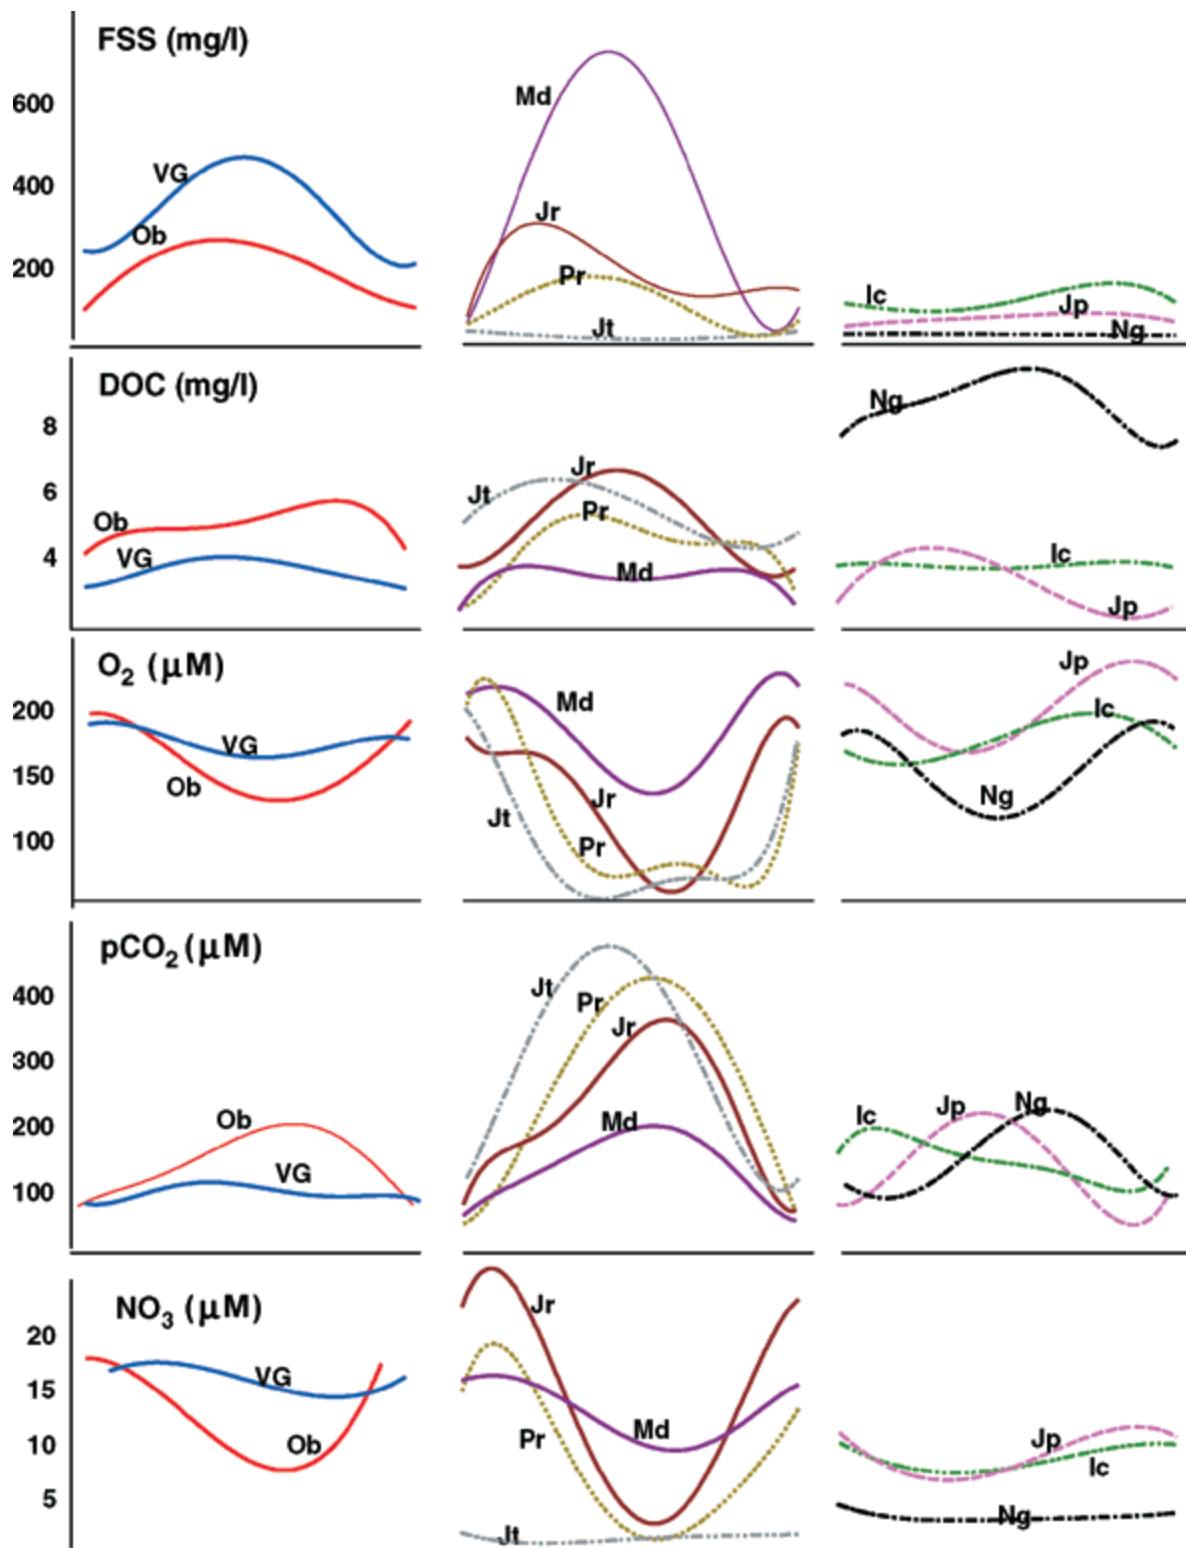 FSS (mg/l)
600
400
200
VG
Ob
Md
Jr
Pr
Jt
Ic
Jp
Ng
DOC (mg/l)
8
6
4
Ob
VG
Jt
Jr
Pr
Md
Ng
Ic
Jp
O₂ (μM)
200
150
100
VG
Ob
Md
Jr
Jt
Pr
Jp
Ic
Ng
pCO₂ (μM)
400
300
200
100
Ob
VG
Jt
Pr
Jr
Md
Ic
Jp
Ng
NO₃ (μM)
20
15
10
5
VG
Ob
Jr
Md
Pr
Jt
Jp
Ic
Ng